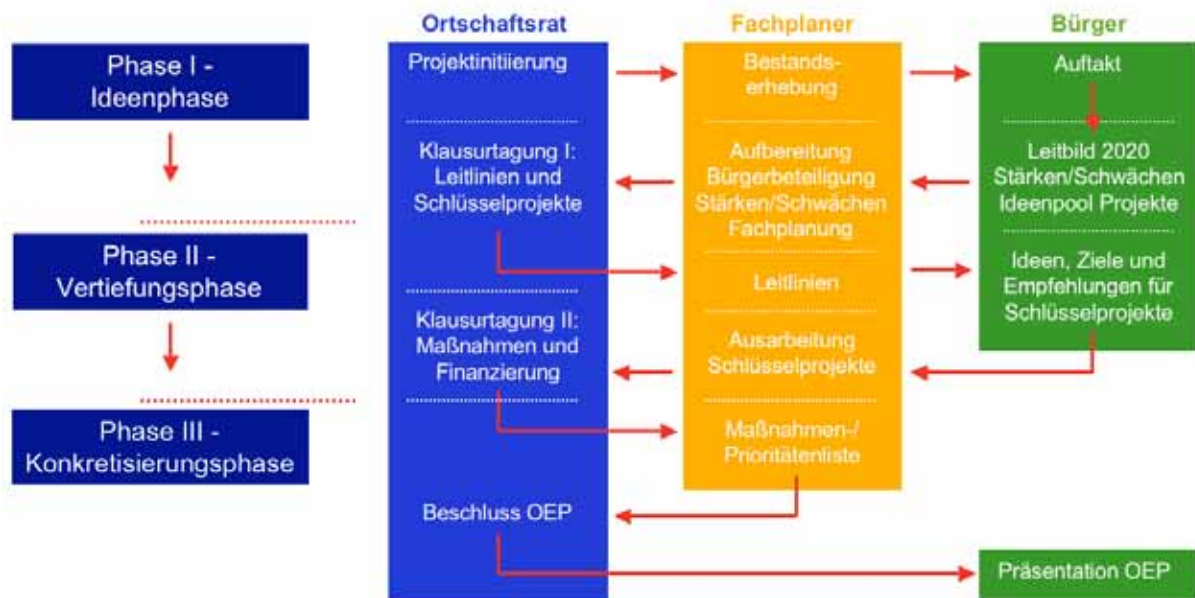 Phase I -
Ideenphase
Phase II -
Vertiefungsphase
Phase III -
Konkretisierungsphase
Ortschaftsrat
Projektinitiierung
Klausurtagung I:
Leitlinien und
Schlüsselprojekte
Klausurtagung II:
Maßnahmen und
Finanzierung
Beschluss OEP
Fachplaner
Bestands-
erhebung
Aufbereitung
Bürgerbeteiligung
Stärken/Schwächen
Fachplanung
Leitlinien
Ausarbeitung
Schlüsselprojekte
Maßnahmen-/
Prioritätenliste
Bürger
Auftakt
Leitbild 2020
Stärken/Schwächen
Ideenpool Projekte
Ideen, Ziele und
Empfehlungen für
Schlüsselprojekte
Präsentation OEP